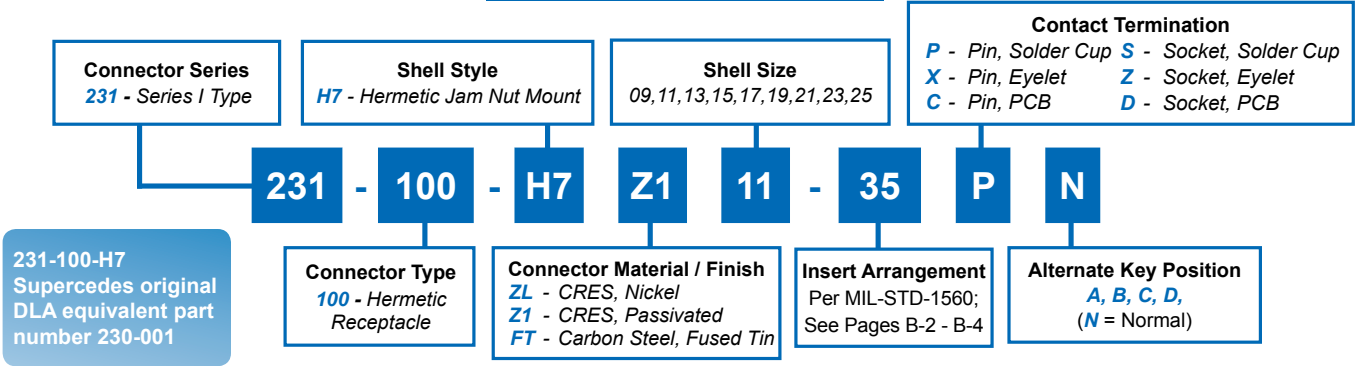 Connector Series
231 - Series I Type
Shell Style
H7 - Hermetic Jam Nut Mount
Shell Size
09,11,13,15,17,19,21,23,25
Contact Termination
P - Pin, Solder Cup S - Socket, Solder Cup
X - Pin, Eyelet Z - Socket, Eyelet
C - Pin, PCB D - Socket, PCB
231 - 100 - H7 Z1 11 - 35 P N
231-100-H7
Supercedes original
DLA equivalent part
number 230-001
Connector Type
100 - Hermetic
Receptacle
Connector Material / Finish
ZL - CRES, Nickel
Z1 - CRES, Passivated
FT - Carbon Steel, Fused Tin
Insert Arrangement
Per MIL-STD-1560;
See Pages B-2 - B-4
Alternate Key Position
A, B, C, D,
(N = Normal)